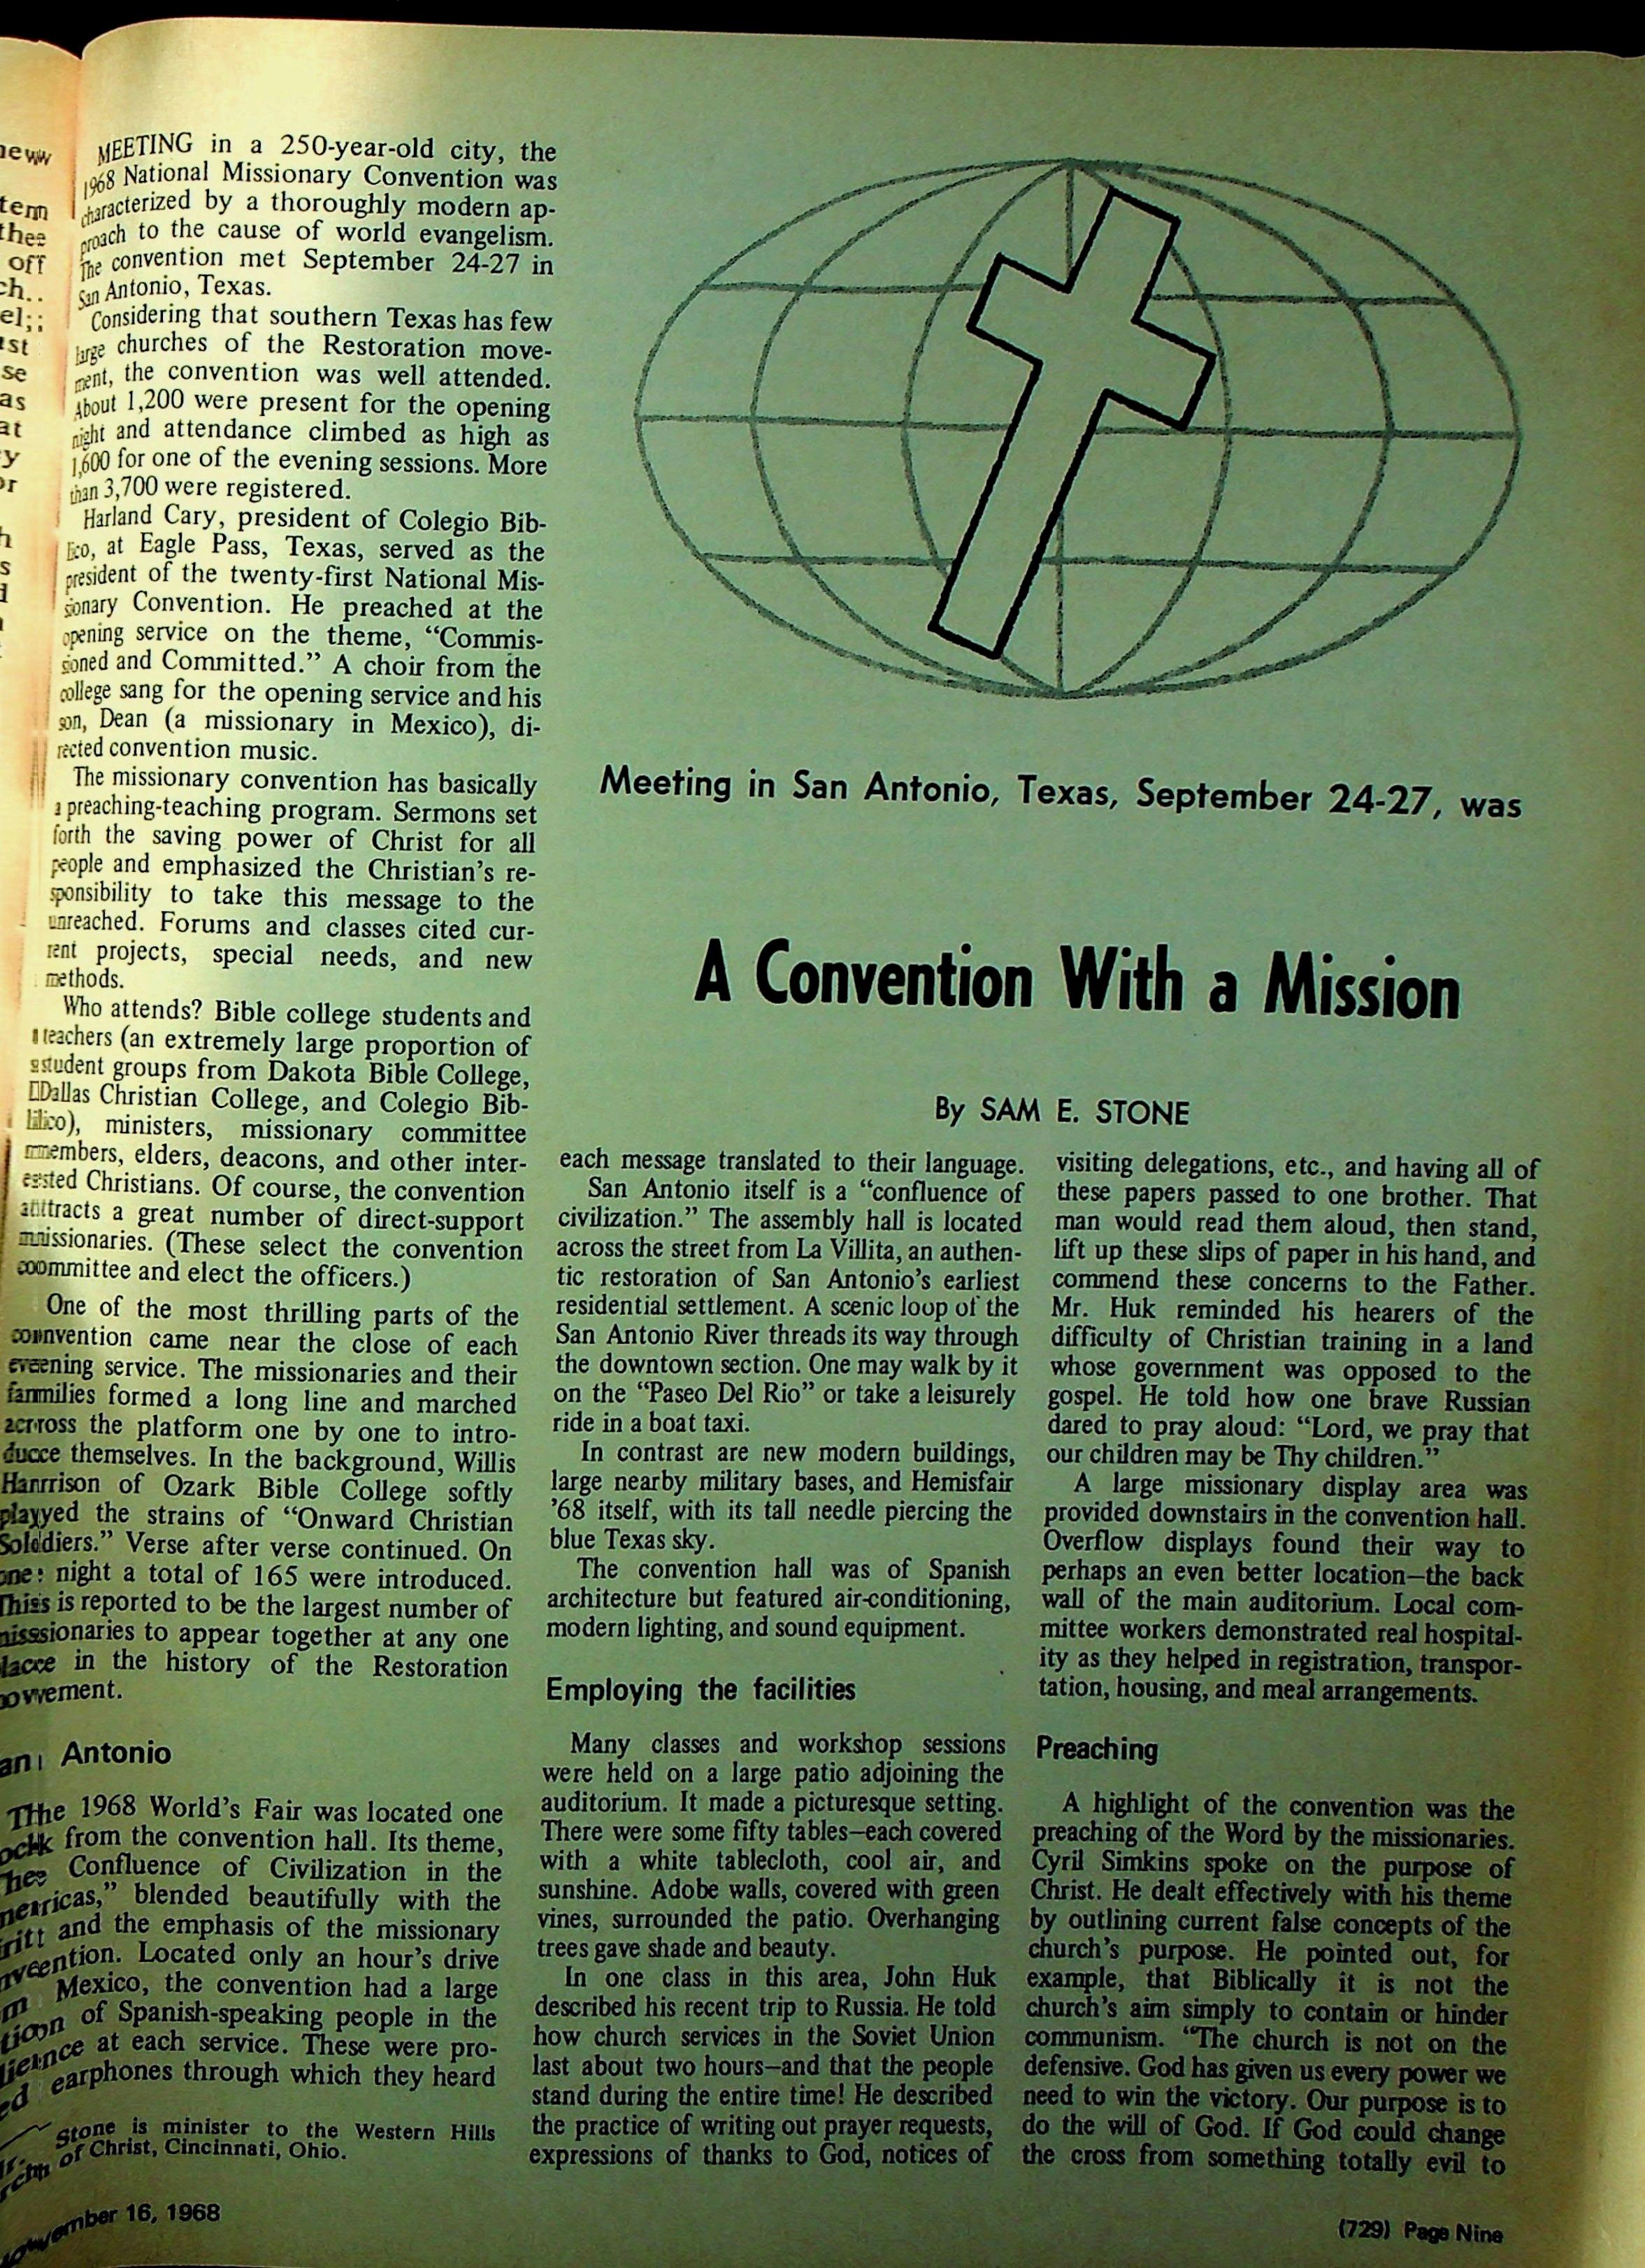 Meeting in San Antonio, Texas, September 24-27, was
A Convention With a Mission
By SAM E. STONE
MEETING in a 250-year-old city, the
1968 National Missionary Convention was
characterized by a thoroughly modern ap-
proach to the cause of world evangelism.
The convention met September 24-27 in
San Antonio, Texas.
Considering that southern Texas has few
large churches of the Restoration move-
ment, the convention was well attended.
About 1,200 were present for the opening
night and attendance climbed as high as
1,600 for one of the evening sessions. More
than 3,700 were registered.
Harland Cary, president of Colegio Bib-
lico, at Eagle Pass, Texas, served as the
president of the twenty-first National Mis-
sionary Convention. He preached at the
opening service on the theme, “Commis-
sioned and Committed.” A choir from the
college sang for the opening service and his
son, Dean (a missionary in Mexico), di-
rected convention music.
The missionary convention has basically
a preaching-teaching program. Sermons set
forth the saving power of Christ for all
people and emphasized the Christian’s re-
sponsibility to take this message to the
unreached. Forums and classes cited cur-
rent projects, special needs, and new
methods.
Who attends? Bible college students and
teachers (an extremely large proportion of
student groups from Dakota Bible College,
Dallas Christian College, and Colegio Bib-
lico), ministers, missionary committee
members, elders, deacons, and other inter-
ested Christians. Of course, the convention
attracts a great number of direct-support
missionaries. (These select the convention
committee and elect the officers.)
One of the most thrilling parts of the
convention came near the close of each
evening service. The missionaries and their
families formed a long line and marched
across the platform one by one to intro-
duce themselves. In the background, Willis
Harrison of Ozark Bible College softly
played the strains of “Onward Christian
Soldiers.” Verse after verse continued. On
one night a total of 165 were introduced.
This is reported to be the largest number of
missionaries to appear together at any one
place in the history of the Restoration
movement.
San Antonio
The 1968 World’s Fair was located one
block from the convention hall. Its theme,
“The Confluence of Civilization in the
Americas,” blended beautifully with the
spirit and the emphasis of the missionary
convention. Located only an hour’s drive
from Mexico, the convention had a large
portion of Spanish-speaking people in the
audience at each service. These were pro-
vided earphones through which they heard
Mr. Stone is minister to the Western Hills
Church of Christ, Cincinnati, Ohio.
each message translated to their language.
San Antonio itself is a “confluence of
civilization.” The assembly hall is located
across the street from La Villita, an authen-
tic restoration of San Antonio’s earliest
residential settlement. A scenic loop of the
San Antonio River threads its way through
the downtown section. One may walk by it
on the “Paseo Del Rio” or take a leisurely
ride in a boat taxi.
In contrast are new modern buildings,
large nearby military bases, and Hemisfair
’68 itself, with its tall needle piercing the
blue Texas sky.
The convention hall was of Spanish
architecture but featured air-conditioning,
modern lighting, and sound equipment.
Employing the facilities
Many classes and workshop sessions
were held on a large patio adjoining the
auditorium. It made a picturesque setting.
There were some fifty tables—each covered
with a white tablecloth, cool air, and
sunshine. Adobe walls, covered with green
vines, surrounded the patio. Overhanging
trees gave shade and beauty.
In one class in this area, John Huk
described his recent trip to Russia. He told
how church services in the Soviet Union
last about two hours—and that the people
stand during the entire time! He described
the practice of writing out prayer requests,
expressions of thanks to God, notices of
visiting delegations, etc., and having all of
these papers passed to one brother. That
man would read them aloud, then stand,
lift up these slips of paper in his hand, and
commend these concerns to the Father.
Mr. Huk reminded his hearers of the
difficulty of Christian training in a land
whose government was opposed to the
gospel. He told how one brave Russian
dared to pray aloud: “Lord, we pray that
our children may be Thy children.”
A large missionary display area was
provided downstairs in the convention hall.
Overflow displays found their way to
perhaps an even better location—the back
wall of the main auditorium. Local com-
mittee workers demonstrated real hospital-
ity as they helped in registration, transpor-
tation, housing, and meal arrangements.
Preaching
A highlight of the convention was the
preaching of the Word by the missionaries.
Cyril Simkins spoke on the purpose of
Christ. He dealt effectively with his theme
by outlining current false concepts of the
church’s purpose. He pointed out, for
example, that Biblically it is not the
church’s aim simply to contain or hinder
communism. “The church is not on the
defensive. God has given us every power we
need to win the victory. Our purpose is to
do the will of God. If God could change
the cross from something totally evil to
November 16, 1968
(729) Page Nine